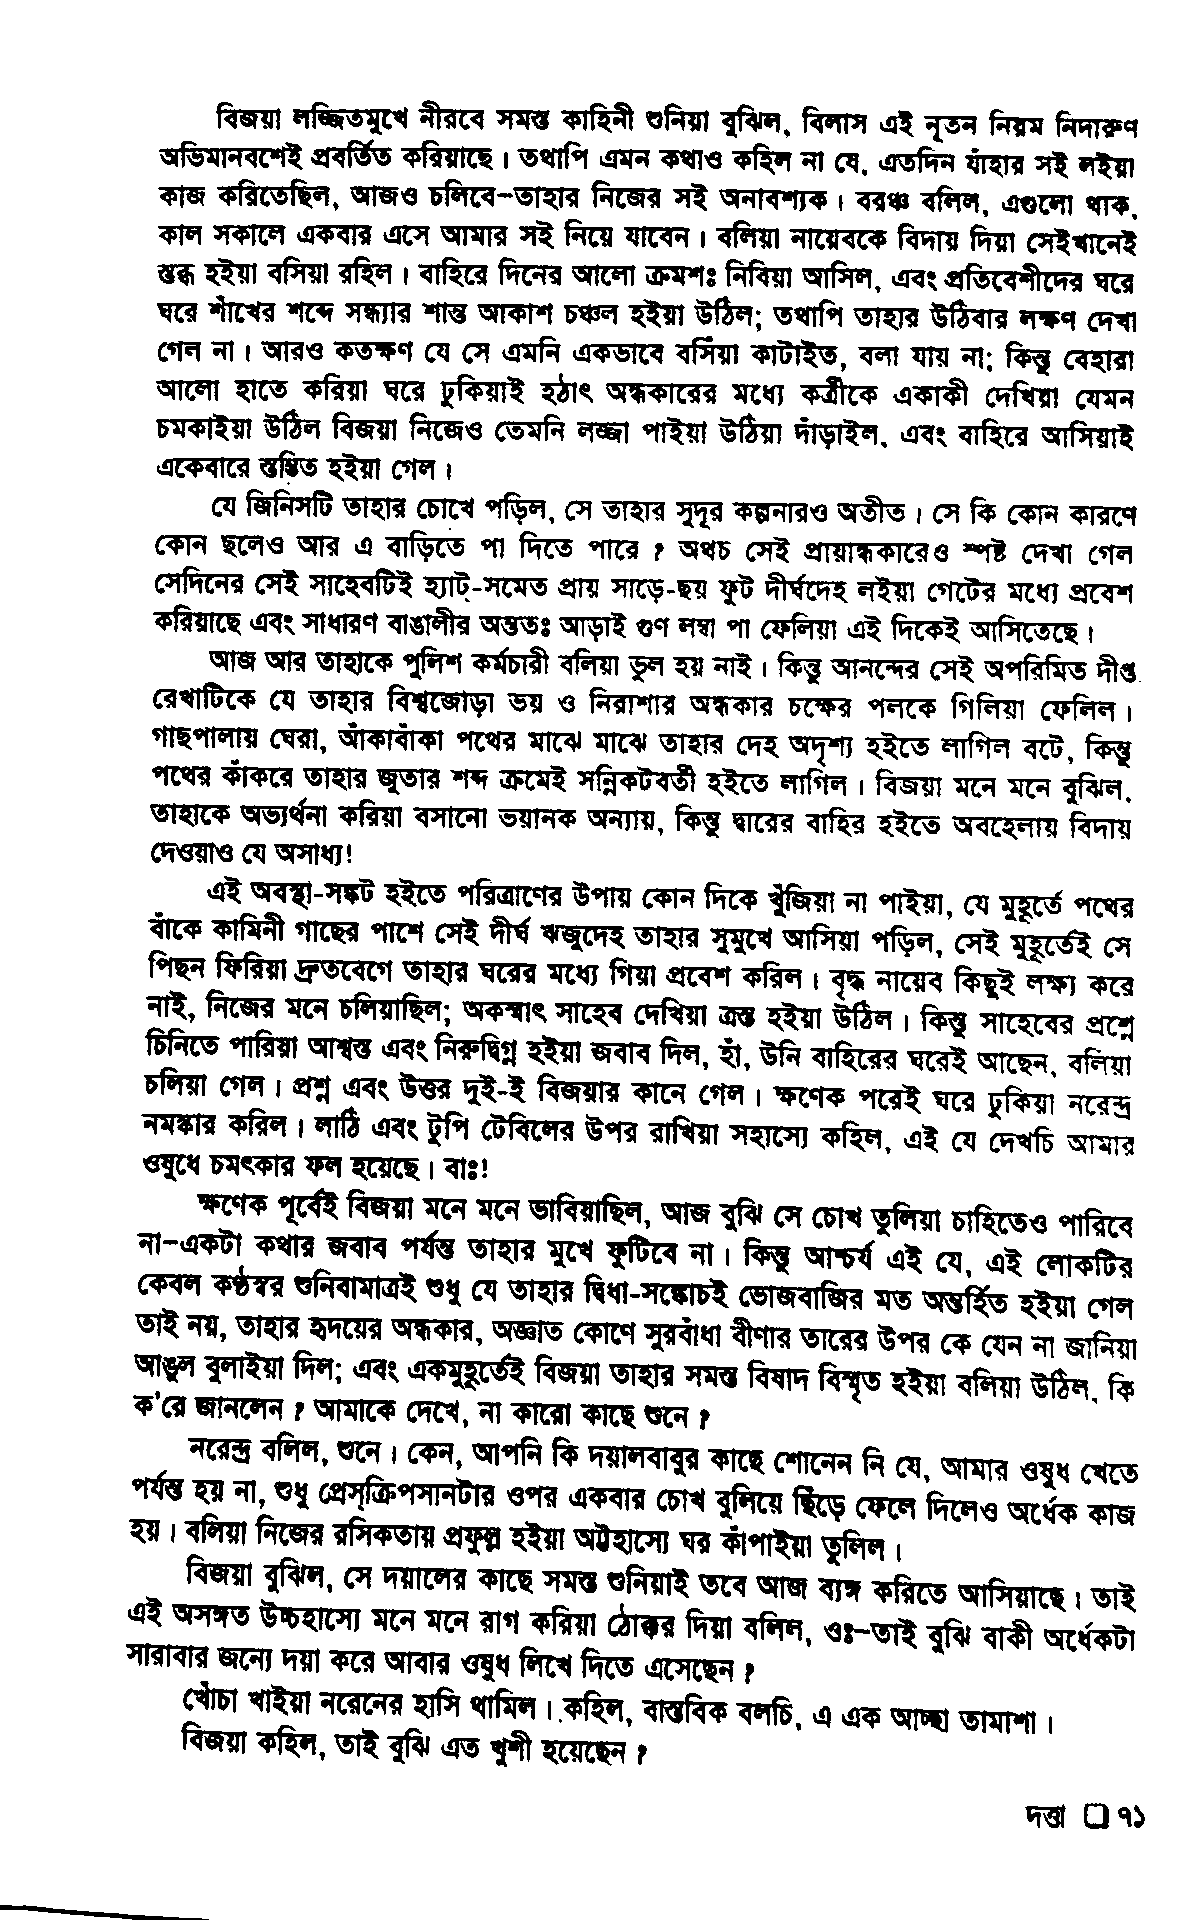 বিজয়া লজ্জিতমুখে নীরবে সমস্ত কাহিনী শুনিয়া বুঝিল, বিলাস এই নূতন নিয়ম নিদারুণ
অভিমানবশেই প্রবর্তিত করিয়াছে। তথাপি এমন কথাও কহিল না যে, এতদিন যাঁহার সই লইয়া
কাজ করিতেছিল, আজও চলিবে—তাহার নিজের সই অনাবশ্যক। বরঞ্চ বলিল, এগুলো থাক,
কাল সকালে একবার এসে আমার সই নিয়ে যাবেন। বলিয়া নায়েবকে বিদায় দিয়া সেইখানেই
স্তব্ধ হইয়া বসিয়া রহিল। বাহিরে দিনের আলো ক্রমশঃ নিবিয়া আসিল, এবং প্রতিবেশীদের ঘরে
ঘরে শাঁখের শব্দে সন্ধ্যার শান্ত আকাশ চঞ্চল হইয়া উঠিল; তথাপি তাহার উঠিবার লক্ষণ দেখা
গেল না। আরও কতক্ষণ যে সে এমনি একভাবে বসিয়া কাটাইত, বলা যায় না; কিন্তু বেহারা
আলো হাতে করিয়া ঘরে ঢুকিয়াই হঠাৎ অন্ধকারের মধ্যে কর্ত্রীকে একাকী দেখিয়া যেমন
চমকাইয়া উঠিল বিজয়া নিজেও তেমনি লজ্জা পাইয়া উঠিয়া দাঁড়াইল, এবং বাহিরে আসিয়াই
একেবারে স্তম্ভিত হইয়া গেল।
যে জিনিসটি তাহার চোখে পড়িল, সে তাহার সুদূর কল্পনারও অতীত। সে কি কোন কারণে
কোন ছলেও আর এ বাড়িতে পা দিতে পারে ? অথচ সেই প্রায়ান্ধকারেও স্পষ্ট দেখা গেল
সেদিনের সেই সাহেবটিই হ্যাট্-সমেত প্রায় সাড়ে-ছয় ফুট দীর্ঘদেহ লইয়া গেটের মধ্যে প্রবেশ
করিয়াছে এবং সাধারণ বাঙালীর অন্ততঃ আড়াই গুণ লম্বা পা ফেলিয়া এই দিকেই আসিতেছে।
আজ আর তাহাকে পুলিশ কর্মচারী বলিয়া ভুল হয় নাই। কিন্তু আনন্দের সেই অপরিমিত দীপ্ত
রেখাটিকে যে তাহার বিশ্বজোড়া ভয় ও নিরাশার অন্ধকার চক্ষের পলকে গিলিয়া ফেলিল।
গাছপালায় ঘেরা, আঁকাবাঁকা পথের মাঝে মাঝে তাহার দেহ অদৃশ্য হইতে লাগিল বটে, কিন্তু
পথের কাঁকরে তাহার জুতার শব্দ ক্রমেই সন্নিকটবর্তী হইতে লাগিল। বিজয়া মনে মনে বুঝিল,
তাহাকে অভ্যর্থনা করিয়া বসানো ভয়ানক অন্যায়, কিন্তু দ্বারের বাহির হইতে অবহেলায় বিদায়
দেওয়াও যে অসাধ্য!
এই অবস্থা-সঙ্কট হইতে পরিত্রাণের উপায় কোন দিকে খুঁজিয়া না পাইয়া, যে মুহূর্তে পথের
বাঁকে কামিনী গাছের পাশে সেই দীর্ঘ ঋজুদেহ তাহার সুমুখে আসিয়া পড়িল, সেই মুহূর্তেই সে
পিছন ফিরিয়া দ্রুতবেগে তাহার ঘরের মধ্যে গিয়া প্রবেশ করিল। বৃদ্ধ নায়েব কিছুই লক্ষ্য করে
নাই, নিজের মনে চলিয়াছিল; অকস্মাৎ সাহেব দেখিয়া ত্রস্ত হইয়া উঠিল। কিন্তু সাহেবের প্রশ্নে
চিনিতে পারিয়া আশ্বস্ত এবং নিরুদ্বিগ্ন হইয়া জবাব দিল, হাঁ, উনি বাহিরের ঘরেই আছেন, বলিয়া
চলিয়া গেল। প্রশ্ন এবং উত্তর দুই-ই বিজয়ার কানে গেল। ক্ষণেক পরেই ঘরে ঢুকিয়া নরেন্দ্র
নমস্কার করিল। লাঠি এবং টুপি টেবিলের উপর রাখিয়া সহাস্যে কহিল, এই যে দেখচি আমার
ওষুধে চমৎকার ফল হয়েছে। বাঃ!
ক্ষণেক পূর্বেই বিজয়া মনে মনে ভাবিয়াছিল, আজ বুঝি সে চোখ তুলিয়া চাহিতেও পারিবে
না—একটা কথার জবাব পর্যন্ত তাহার মুখে ফুটিবে না। কিন্তু আশ্চর্য এই যে, এই লোকটির
কেবল কণ্ঠস্বর শুনিবামাত্রই শুধু যে তাহার দ্বিধা-সঙ্কোচই ভোজবাজির মত অন্তর্হিত হইয়া গেল
তাই নয়, তাহার হৃদয়ের অন্ধকার, অজ্ঞাত কোণে সুরবাঁধা বীণার তারের উপর কে যেন না জানিয়া
আঙুল বুলাইয়া দিল; এবং একমুহূর্তেই বিজয়া তাহার সমস্ত বিষাদ বিস্মৃত হইয়া বলিয়া উঠিল, কি
ক'রে জানলেন ? আমাকে দেখে, না কারো কাছে শুনে ?
নরেন্দ্র বলিল, শুনে। কেন, আপনি কি দয়ালবাবুর কাছে শোনেন নি যে, আমার ওষুধ খেতে
পর্যন্ত হয় না, শুধু প্রেস্‌ক্রিপসানটার ওপর একবার চোখ বুলিয়ে ছিঁড়ে ফেলে দিলেও অর্ধেক কাজ
হয়। বলিয়া নিজের রসিকতায় প্রফুল্ল হইয়া অট্টহাস্যে ঘর কাঁপাইয়া তুলিল।
বিজয়া বুঝিল, সে দয়ালের কাছে সমস্ত শুনিয়াই তবে আজ ব্যঙ্গ করিতে আসিয়াছে। তাই
এই অসঙ্গত উচ্চহাস্যে মনে মনে রাগ করিয়া ঠোক্কর দিয়া বলিল, ওঃ—তাই বুঝি বাকী অর্ধেকটা
সারাবার জন্যে দয়া করে আবার ওষুধ লিখে দিতে এসেছেন ?
খোঁচা খাইয়া নরেনের হাসি থামিল। কহিল, বাস্তবিক বলচি, এ এক আচ্ছা তামাশা।
বিজয়া কহিল, তাই বুঝি এত খুশী হয়েছেন ?
দত্তা □ ৭১